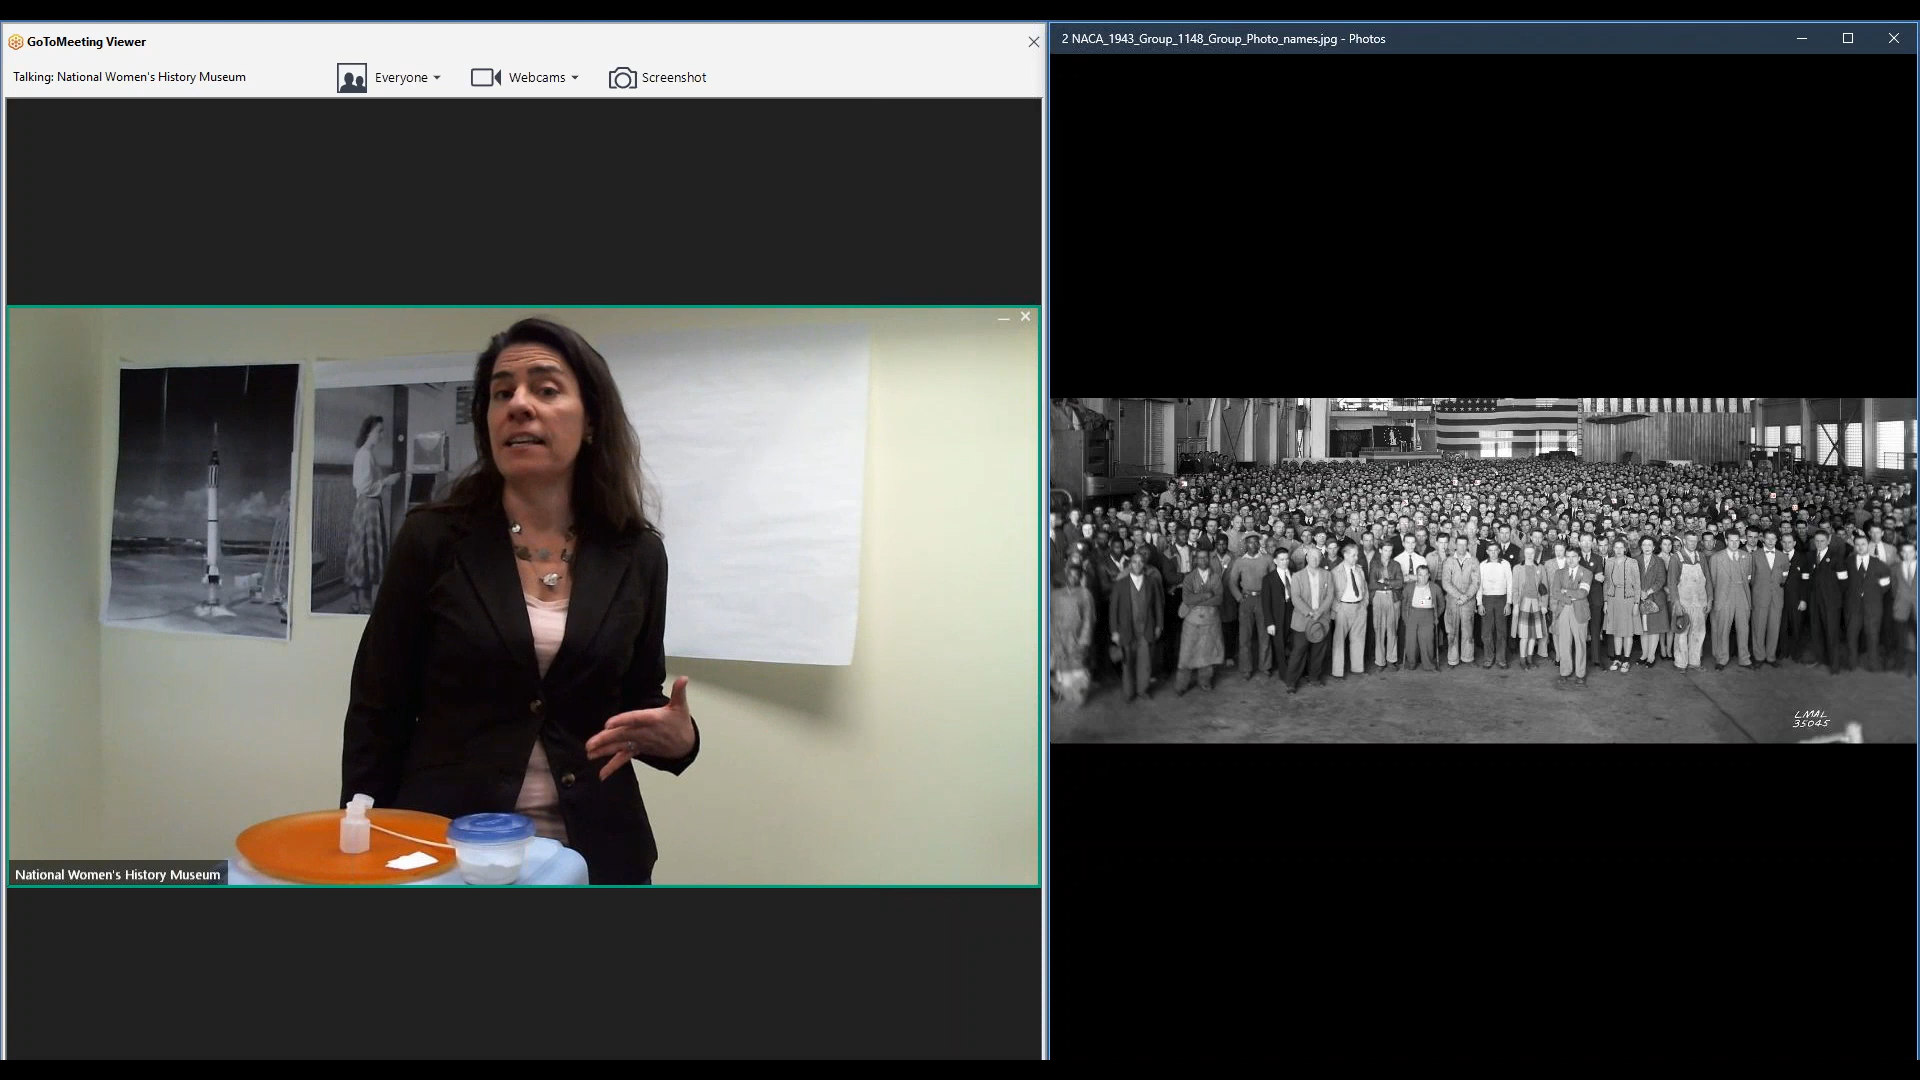 GoToMeeting Viewer
Talking: National Women's History Museum
Everyone
Webcams
Screenshot
National Women's History Museum
2 NACA_1943_Group_1148_Group_Photo_names.jpg - Photos
LMAL
35045